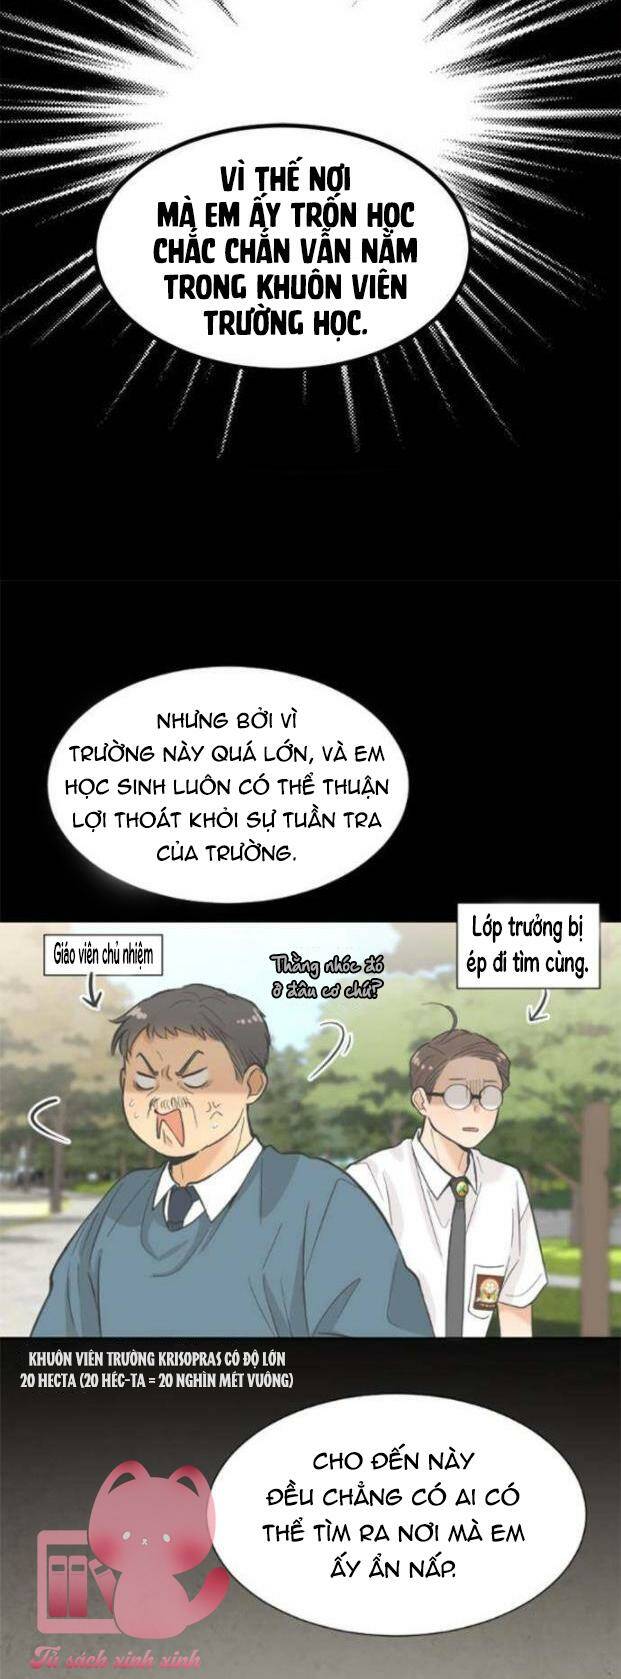 VÌ THẾ NƠI
MÀ EM ẤY TRỐN HỌC
CHẮC CHẮN VẪN NẰM
TRONG KHUÔN VIÊN
TRƯỜNG HỌC.
NHƯNG BỞI VÌ
TRƯỜNG NÀY QUÁ LỚN, VÀ EM
HỌC SINH LUÔN CÓ THỂ THUẬN
LỢI THOÁT KHỎI SỰ TUẦN TRA
CỦA TRƯỜNG.
Giáo viên chủ nhiệm
Thằng nhóc đó
ở đâu cơ chứ?
Lớp trưởng bị
ép đi tìm cùng.
KHUÔN VIÊN TRƯỜNG KRISOPRAS CÓ ĐỘ LỚN
20 HECTA (20 HÉC-TA = 20 NGHÌN MÉT VUÔNG)
CHO ĐẾN NÀY
ĐỀU CHẲNG CÓ AI CÓ
THỂ TÌM RA NƠI MÀ EM
ẤY ẨN NẤP.
Tủ sách xinh xinh